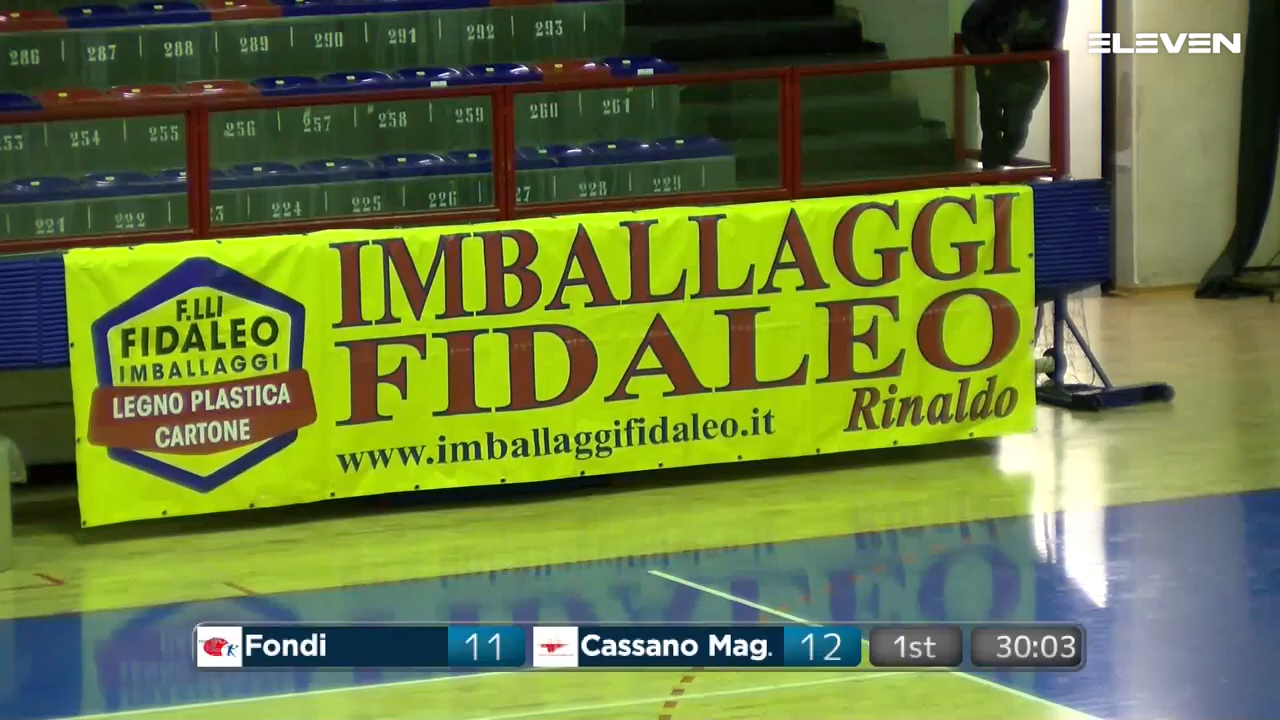 ELEVEN
286 287 288 289 290 291 292 293
254 255 256 257 258 259 260 261
221 222 224 225 226 27 228 229
IMBALLAGGI
FIDALEO
Rinaldo
www.imballaggifidaleo.it
F.LLI
FIDALEO
IMBALLAGGI
LEGNO PLASTICA
CARTONE
Fondi 11 Cassano Mag. 12 1st 30:03